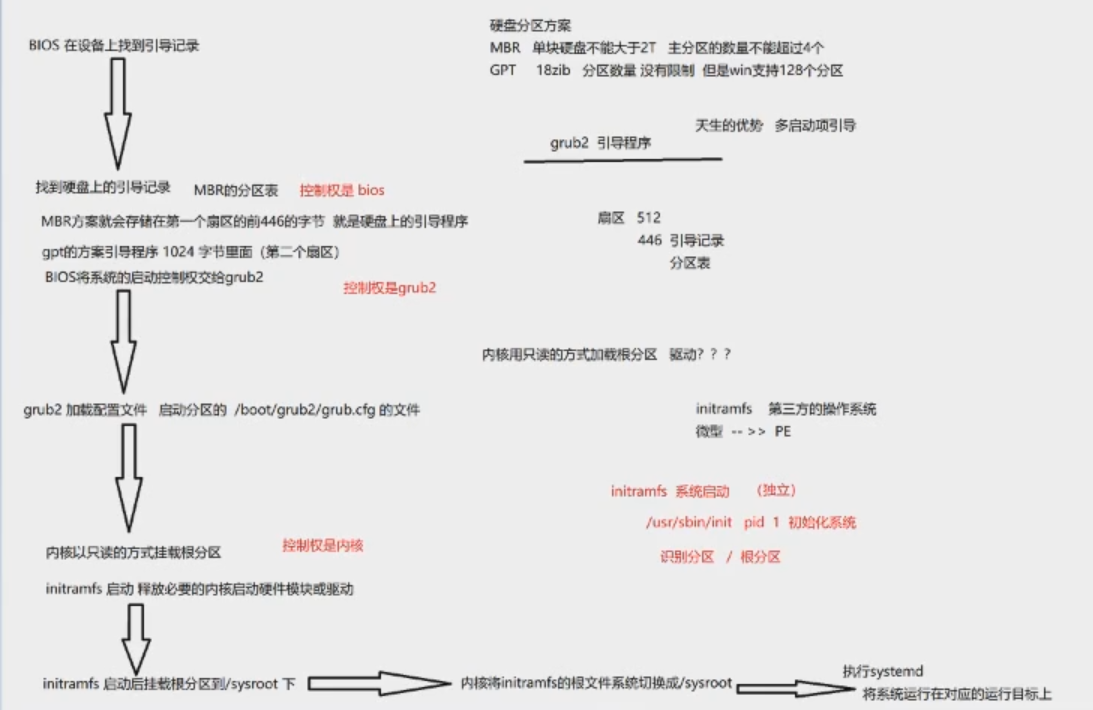 BIOS 在设备上找到引导记录
硬盘分区方案
MBR 单块硬盘不能大于2T 主分区的数量不能超过4个
GPT 18zib 分区数量 没有限制 但是win支持128个分区
天生的优势 多启动项引导
grub2 引导程序
找到硬盘上的引导记录 MBR的分区表 控制权是 bios
MBR方案就会存储在第一个扇区的前446的字节 就是硬盘上的引导程序
gpt的方案引导程序 1024 字节里面（第二个扇区）
BIOS将系统的启动控制权交给grub2
控制权是grub2
扇区 512
446 引导记录
分区表
内核用只读的方式加载根分区 驱动？？？
grub2 加载配置文件 启动分区的 /boot/grub2/grub.cfg 的文件
initramfs 第三方的操作系统
微型 -- >> PE
initramfs 系统启动 （独立）
/usr/sbin/init pid 1 初始化系统
识别分区 / 根分区
内核以只读的方式挂载根分区 控制权是内核
initramfs 启动 释放必要的内核启动硬件模块或驱动
initramfs 启动后挂载根分区到/sysroot 下
内核将initramfs的根文件系统切换成/sysroot
执行systemd
将系统运行在对应的运行目标上